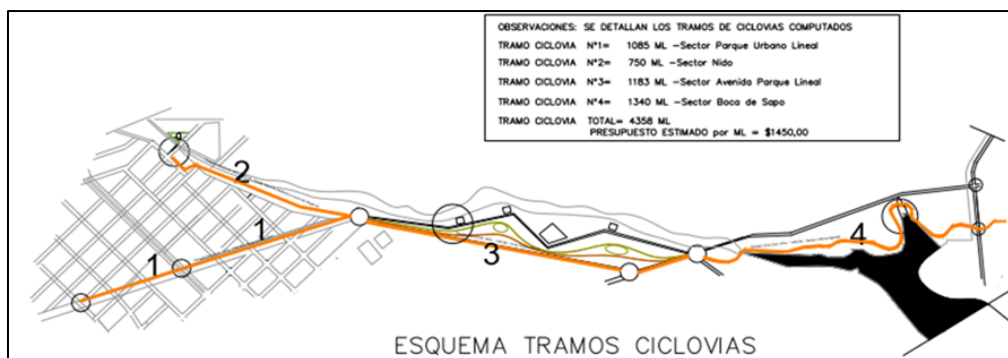 OBSERVACIONES: SE DETALLAN LOS TRAMOS DE CICLOVIAS COMPUTADOS
TRAMO CICLOVIA N°1= 1085 ML -Sector Parque Urbano Lineal
TRAMO CICLOVIA N°2= 750 ML -Sector Nido
TRAMO CICLOVIA N°3= 1183 ML -Sector Avenida Parque Lineal
TRAMO CICLOVIA N°4= 1340 ML -Sector Boca de Sapo
TRAMO CICLOVIA TOTAL= 4358 ML
PRESUPUESTO ESTIMADO por ML = $1450,00
2
1
1
3
4
ESQUEMA TRAMOS CICLOVIAS